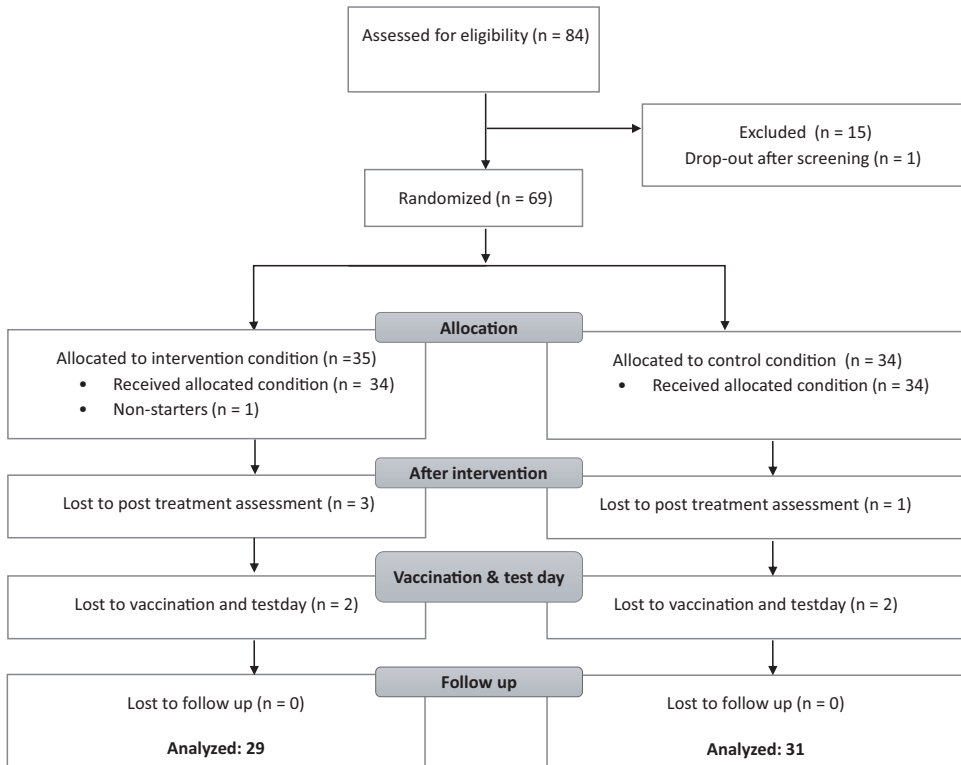 Assessed for eligibility (n = 84)
Excluded (n = 15)
Drop-out after screening (n = 1)
Randomized (n = 69)
Allocation
Allocated to intervention condition (n =35)
• Received allocated condition (n = 34)
• Non-starters (n = 1)
Allocated to control condition (n = 34)
• Received allocated condition (n = 34)
After intervention
Lost to post treatment assessment (n = 3)
Lost to post treatment assessment (n = 1)
Vaccination & test day
Lost to vaccination and testday (n = 2)
Lost to vaccination and testday (n = 2)
Follow up
Lost to follow up (n = 0)
Analyzed: 29
Lost to follow up (n = 0)
Analyzed: 31